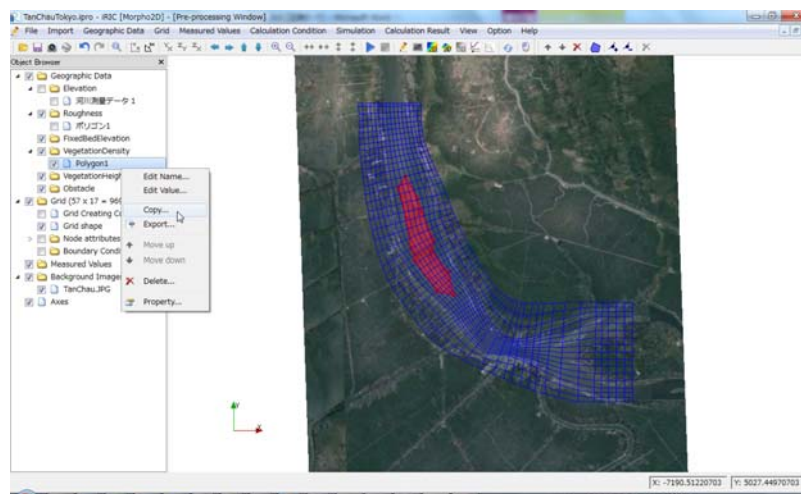 TanChauTokyo.ipro - iRIC [Morpho2D] - [Pre-processing Window]
File Import Geographic Data Grid Measured Values Calculation Condition Simulation Calculation Result View Option Help
Object Browser
Geographic Data
Elevation
河川測量データ 1
Roughness
ポリゴン1
FixedBedElevation
VegetationDensity
Polygon1
VegetationHeigh
Obstacle
Grid (57 x 17 = 969
Grid Creating Co
Grid shape
Node attributes
Boundary Condi
Measured Values
Background Image
TanChau.JPG
Axes
Edit Name...
Edit Value...
Copy...
Export...
Move up
Move down
Delete...
Property...
Y
X
X: -7190.51220703 Y: 5027.44970703